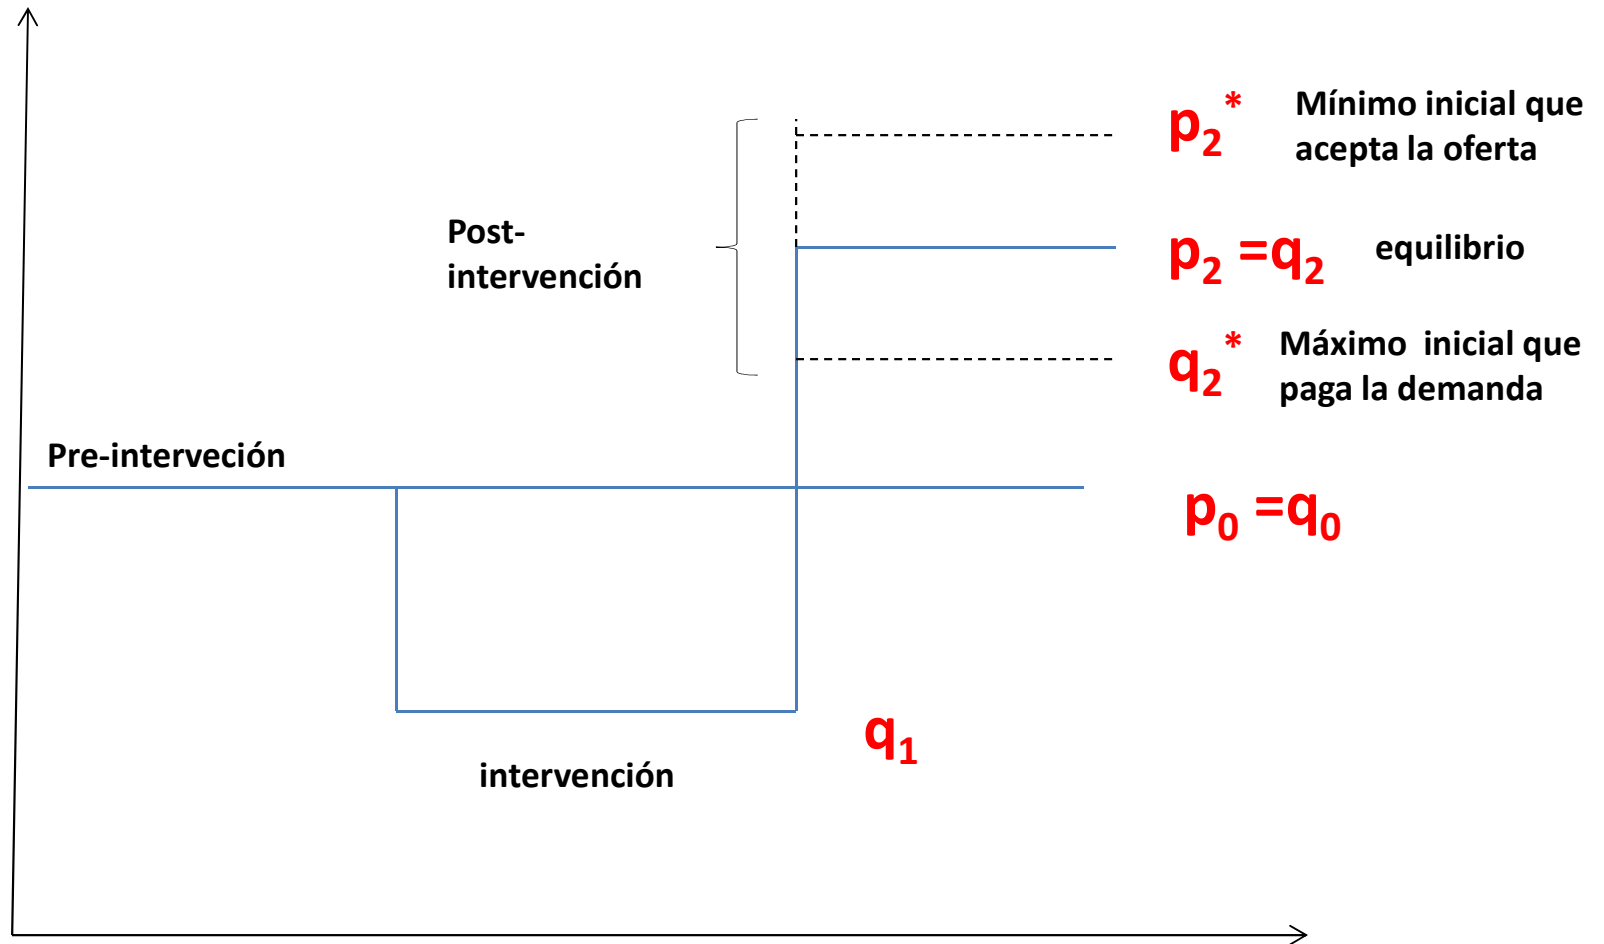 p₂* Mínimo inicial que
acepta la oferta
Post-
intervención
p₂ =q₂ equilibrio
q₂* Máximo inicial que
paga la demanda
Pre-interveción
p₀ =q₀
q₁
intervención